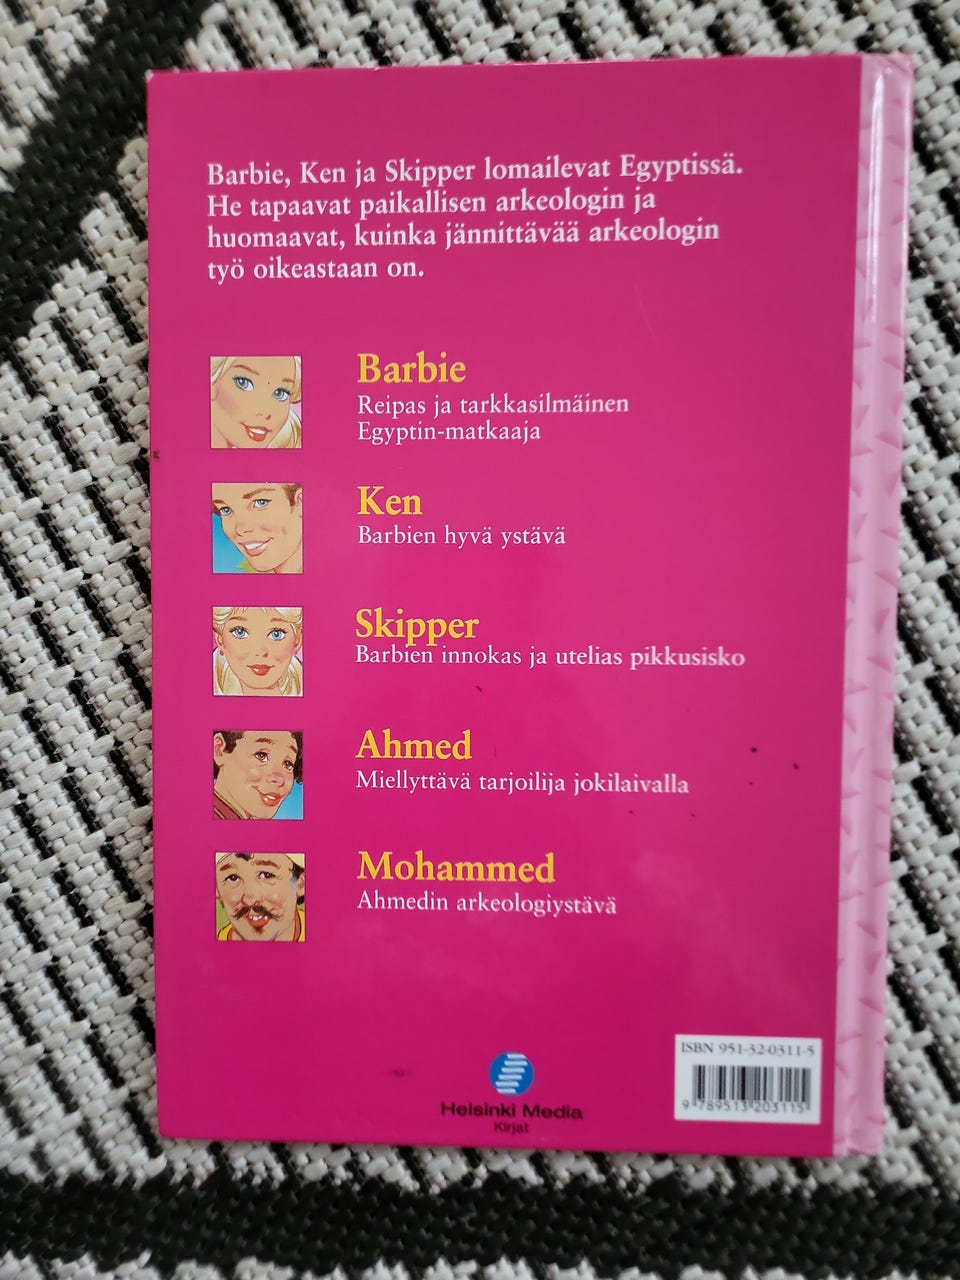 Barbie, Ken ja Skipper lomailevat Egyptissä.
He tapaavat paikallisen arkeologin ja
huomaavat, kuinka jännittävää arkeologin
työ oikeastaan on.
Barbie
Reipas ja tarkkasilmäinen
Egyptin-matkaaja
Ken
Barbien hyvä ystävä
Skipper
Barbien innokas ja utelias pikkusisko
Ahmed
Miellyttävä tarjoilija jokilaivalla
Mohammed
Ahmedin arkeologiystävä
ISBN 951-32-0311-5
9 789513 203115
Helsinki Media
Kirjat